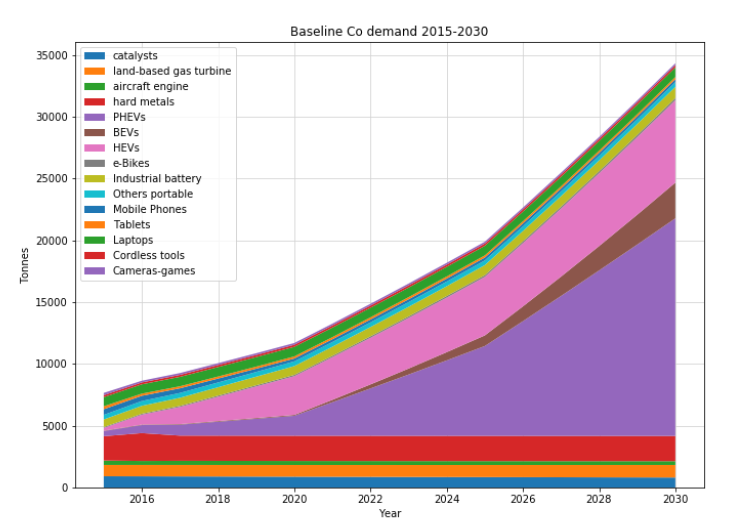 Baseline Co demand 2015-2030
35000
30000
25000
20000
15000
10000
5000
0
Tonnes
catalysts
land-based gas turbine
aircraft engine
hard metals
PHEVs
BEVs
HEVs
e-Bikes
Industrial battery
Others portable
Mobile Phones
Tablets
Laptops
Cordless tools
Cameras-games
2016 2018 2020 2022 2024 2026 2028 2030
Year